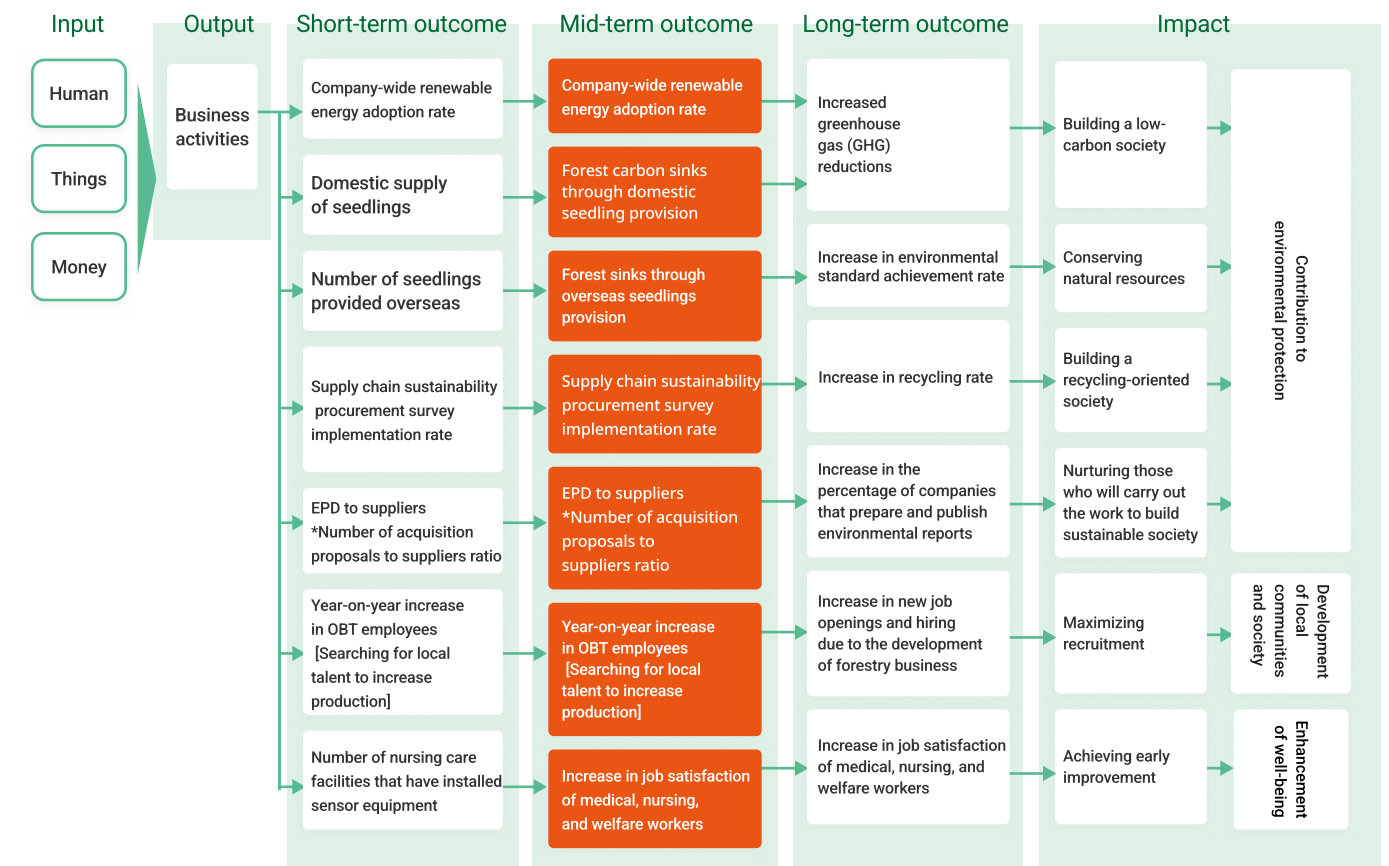 Input
Output
Short-term outcome
Mid-term outcome
Long-term outcome
Impact
Human
Things
Money
Business
activities
Company-wide renewable
energy adoption rate
Domestic supply
of seedlings
Number of seedlings
provided overseas
Supply chain sustainability
procurement survey
implementation rate
EPD to suppliers
*Number of acquisition
proposals to suppliers ratio
Year-on-year increase
in OBT employees
[Searching for local
talent to increase
production]
Number of nursing care
facilities that have installed
sensor equipment
Company-wide renewable
energy adoption rate
Forest carbon sinks
through domestic
seedling provision
Forest sinks through
overseas seedlings
provision
Supply chain sustainability
procurement survey
implementation rate
EPD to suppliers
*Number of acquisition
proposals to
suppliers ratio
Year-on-year increase
in OBT employees
[Searching for local
talent to increase
production]
Increase in job satisfaction
of medical, nursing,
and welfare workers
Increased
greenhouse
gas (GHG)
reductions
Increase in environmental
standard achievement rate
Increase in recycling rate
Increase in the
percentage of companies
that prepare and publish
environmental reports
Increase in new job
openings and hiring
due to the development
of forestry business
Increase in job satisfaction
of medical, nursing, and
welfare workers
Building a low-
carbon society
Conserving
natural resources
Building a
recycling-oriented
society
Nurturing those
who will carry out
the work to build
sustainable society
Maximizing
recruitment
Achieving early
improvement
Contribution to
environmental protection
Development
of local
communities
and society
Enhancement
of well-being